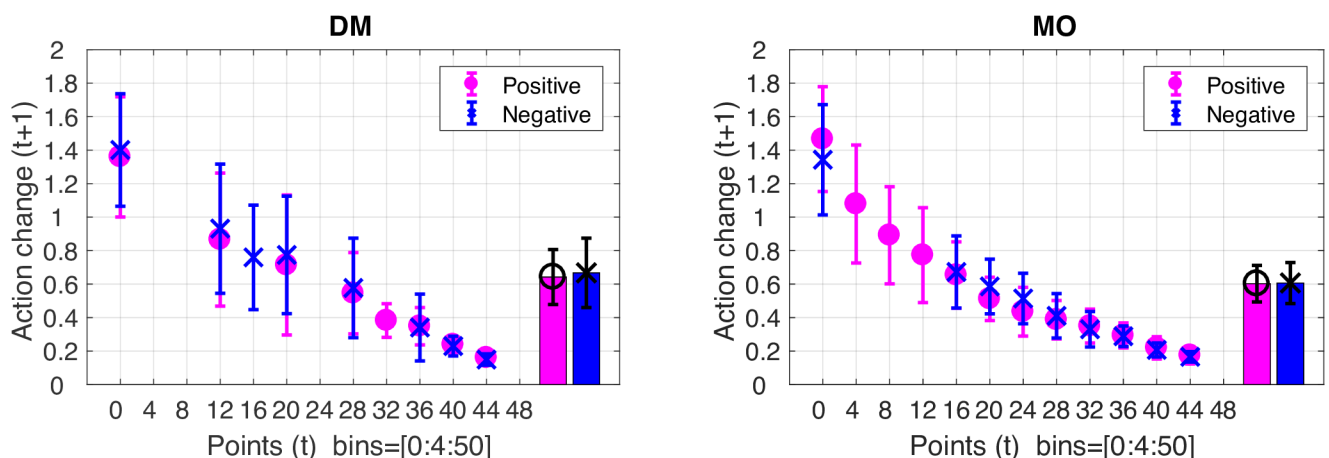 DM
2
1.8
1.6
1.4
1.2
1
0.8
0.6
0.4
0.2
0
Action change (t+1)
Positive
Negative
0 4 8 12 16 20 24 28 32 36 40 44 48
Points (t) bins=[0:4:50]
MO
2
1.8
1.6
1.4
1.2
1
0.8
0.6
0.4
0.2
0
Action change (t+1)
Positive
Negative
0 4 8 12 16 20 24 28 32 36 40 44 48
Points (t) bins=[0:4:50]